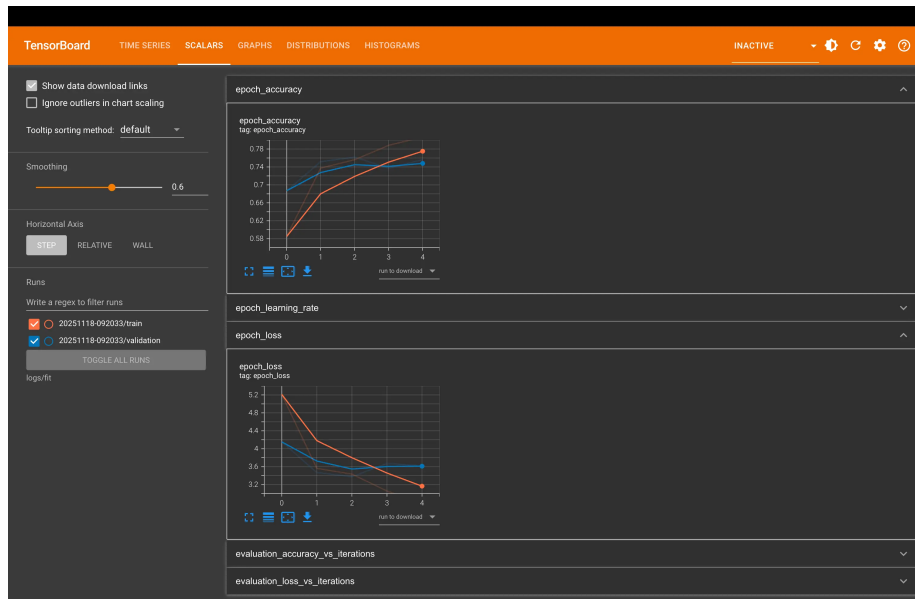 TensorBoard TIME SERIES SCALARS GRAPHS DISTRIBUTIONS HISTOGRAMS INACTIVE
Show data download links
Ignore outliers in chart scaling
Tooltip sorting method: default
Smoothing
0.6
Horizontal Axis
STEP RELATIVE WALL
Runs
Write a regex to filter runs
20251118-092033/train
20251118-092033/validation
TOGGLE ALL RUNS
logs/fit
epoch_accuracy
epoch_accuracy
tag: epoch_accuracy
0.78
0.74
0.7
0.66
0.62
0.58
0 1 2 3 4
run to download
epoch_learning_rate
epoch_loss
epoch_loss
tag: epoch_loss
5.2
4.8
4.4
4
3.6
3.2
0 1 2 3 4
run to download
evaluation_accuracy_vs_iterations
evaluation_loss_vs_iterations